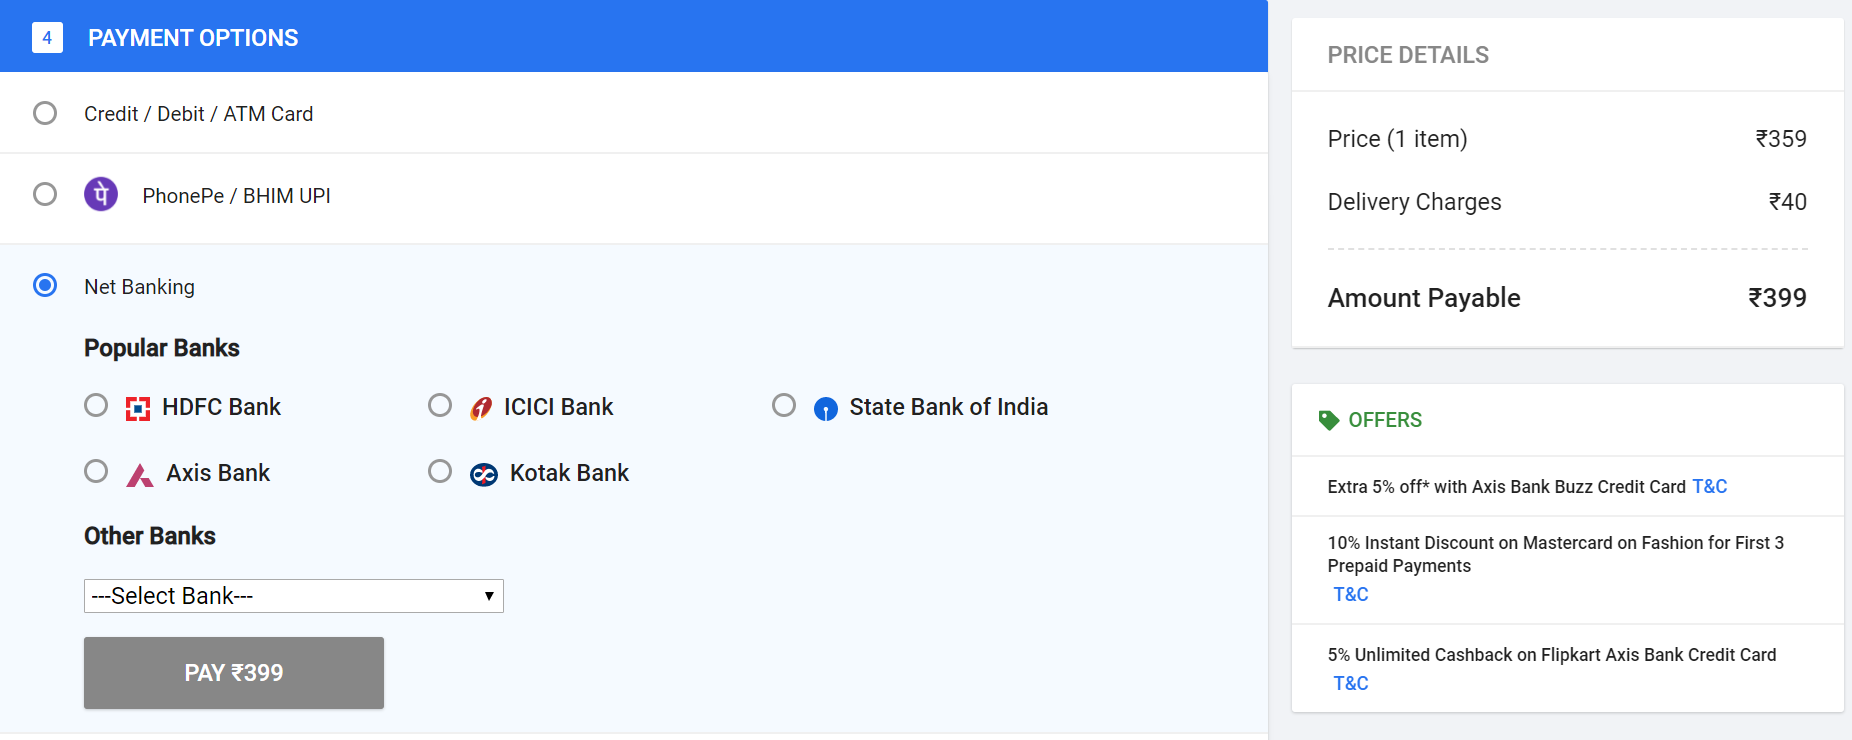 4 PAYMENT OPTIONS
Credit / Debit / ATM Card
पे PhonePe / BHIM UPI
Net Banking
Popular Banks
HDFC Bank ICICI Bank State Bank of India
Axis Bank Kotak Bank
Other Banks
---Select Bank---
PAY ₹399
PRICE DETAILS
Price (1 item) ₹359
Delivery Charges ₹40
Amount Payable ₹399
OFFERS
Extra 5% off* with Axis Bank Buzz Credit Card T&C
10% Instant Discount on Mastercard on Fashion for First 3
Prepaid Payments
T&C
5% Unlimited Cashback on Flipkart Axis Bank Credit Card
T&C